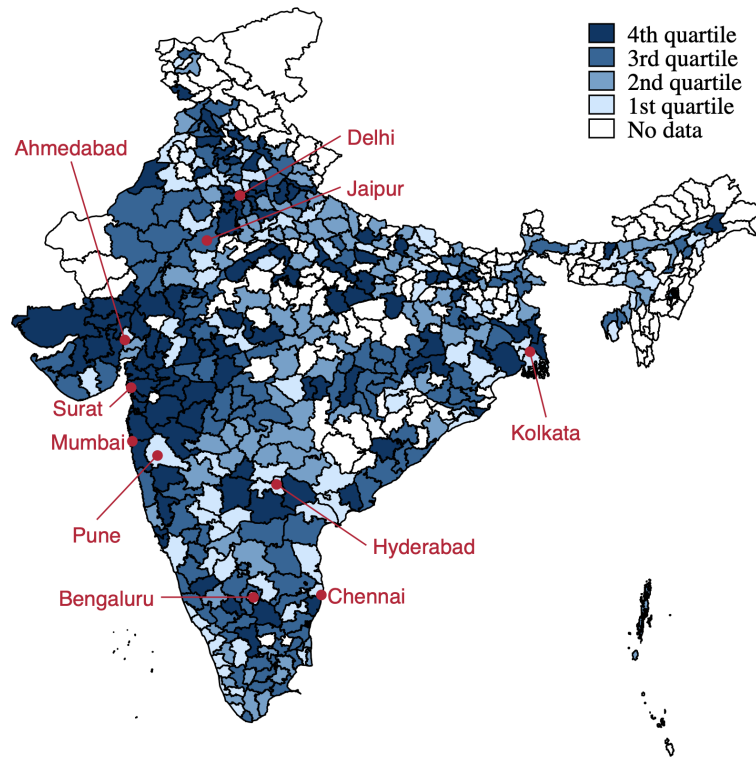 4th quartile
3rd quartile
2nd quartile
1st quartile
No data
Delhi
Ahmedabad
Jaipur
Surat
Mumbai
Kolkata
Pune
Hyderabad
Bengaluru
Chennai